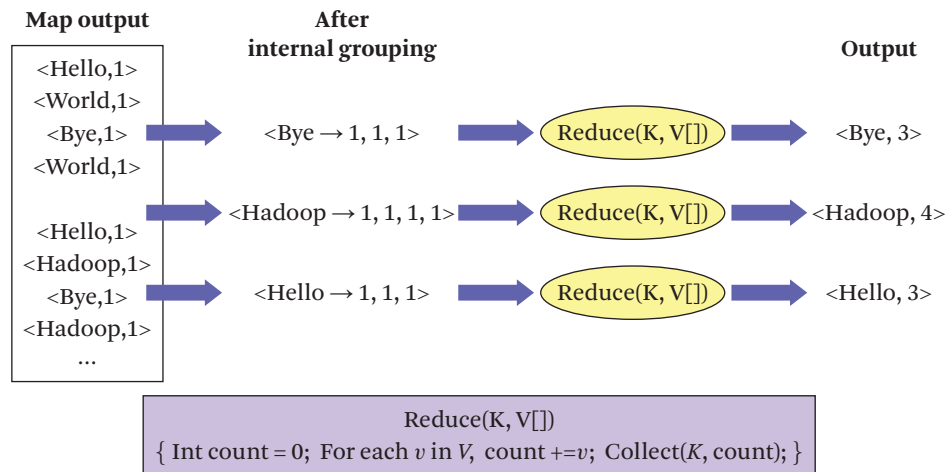 Map output
After
internal grouping
Output
<Hello,1>
<World,1>
<Bye,1>
<World,1>
<Hello,1>
<Hadoop,1>
<Bye,1>
<Hadoop,1>
...
<Bye → 1, 1, 1>
Reduce(K, V[])
<Bye, 3>
<Hadoop → 1, 1, 1, 1>
Reduce(K, V[])
<Hadoop, 4>
<Hello → 1, 1, 1>
Reduce(K, V[])
<Hello, 3>
Reduce(K, V[])
{ Int count = 0; For each v in V, count +=v; Collect(K, count); }